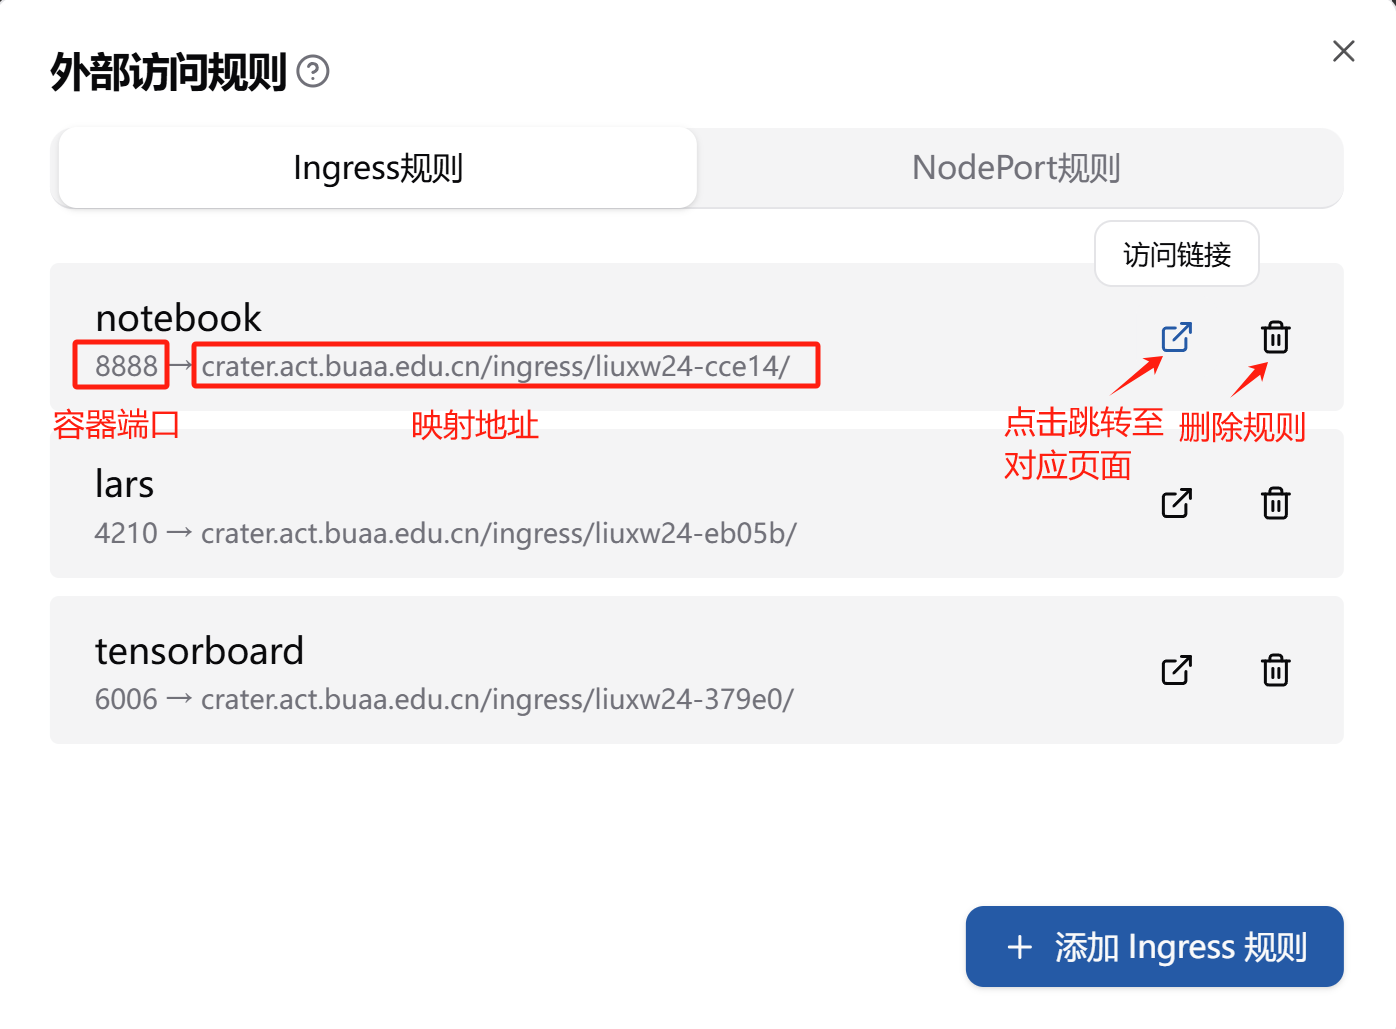 外部访问规则 ?
Ingress规则
NodePort规则
访问链接
notebook
8888 → crater.act.buaa.edu.cn/ingress/liuxw24-cce14/
容器端口
映射地址
点击跳转至
对应页面
删除规则
lars
4210 → crater.act.buaa.edu.cn/ingress/liuxw24-eb05b/
tensorboard
6006 → crater.act.buaa.edu.cn/ingress/liuxw24-379e0/
+ 添加 Ingress 规则